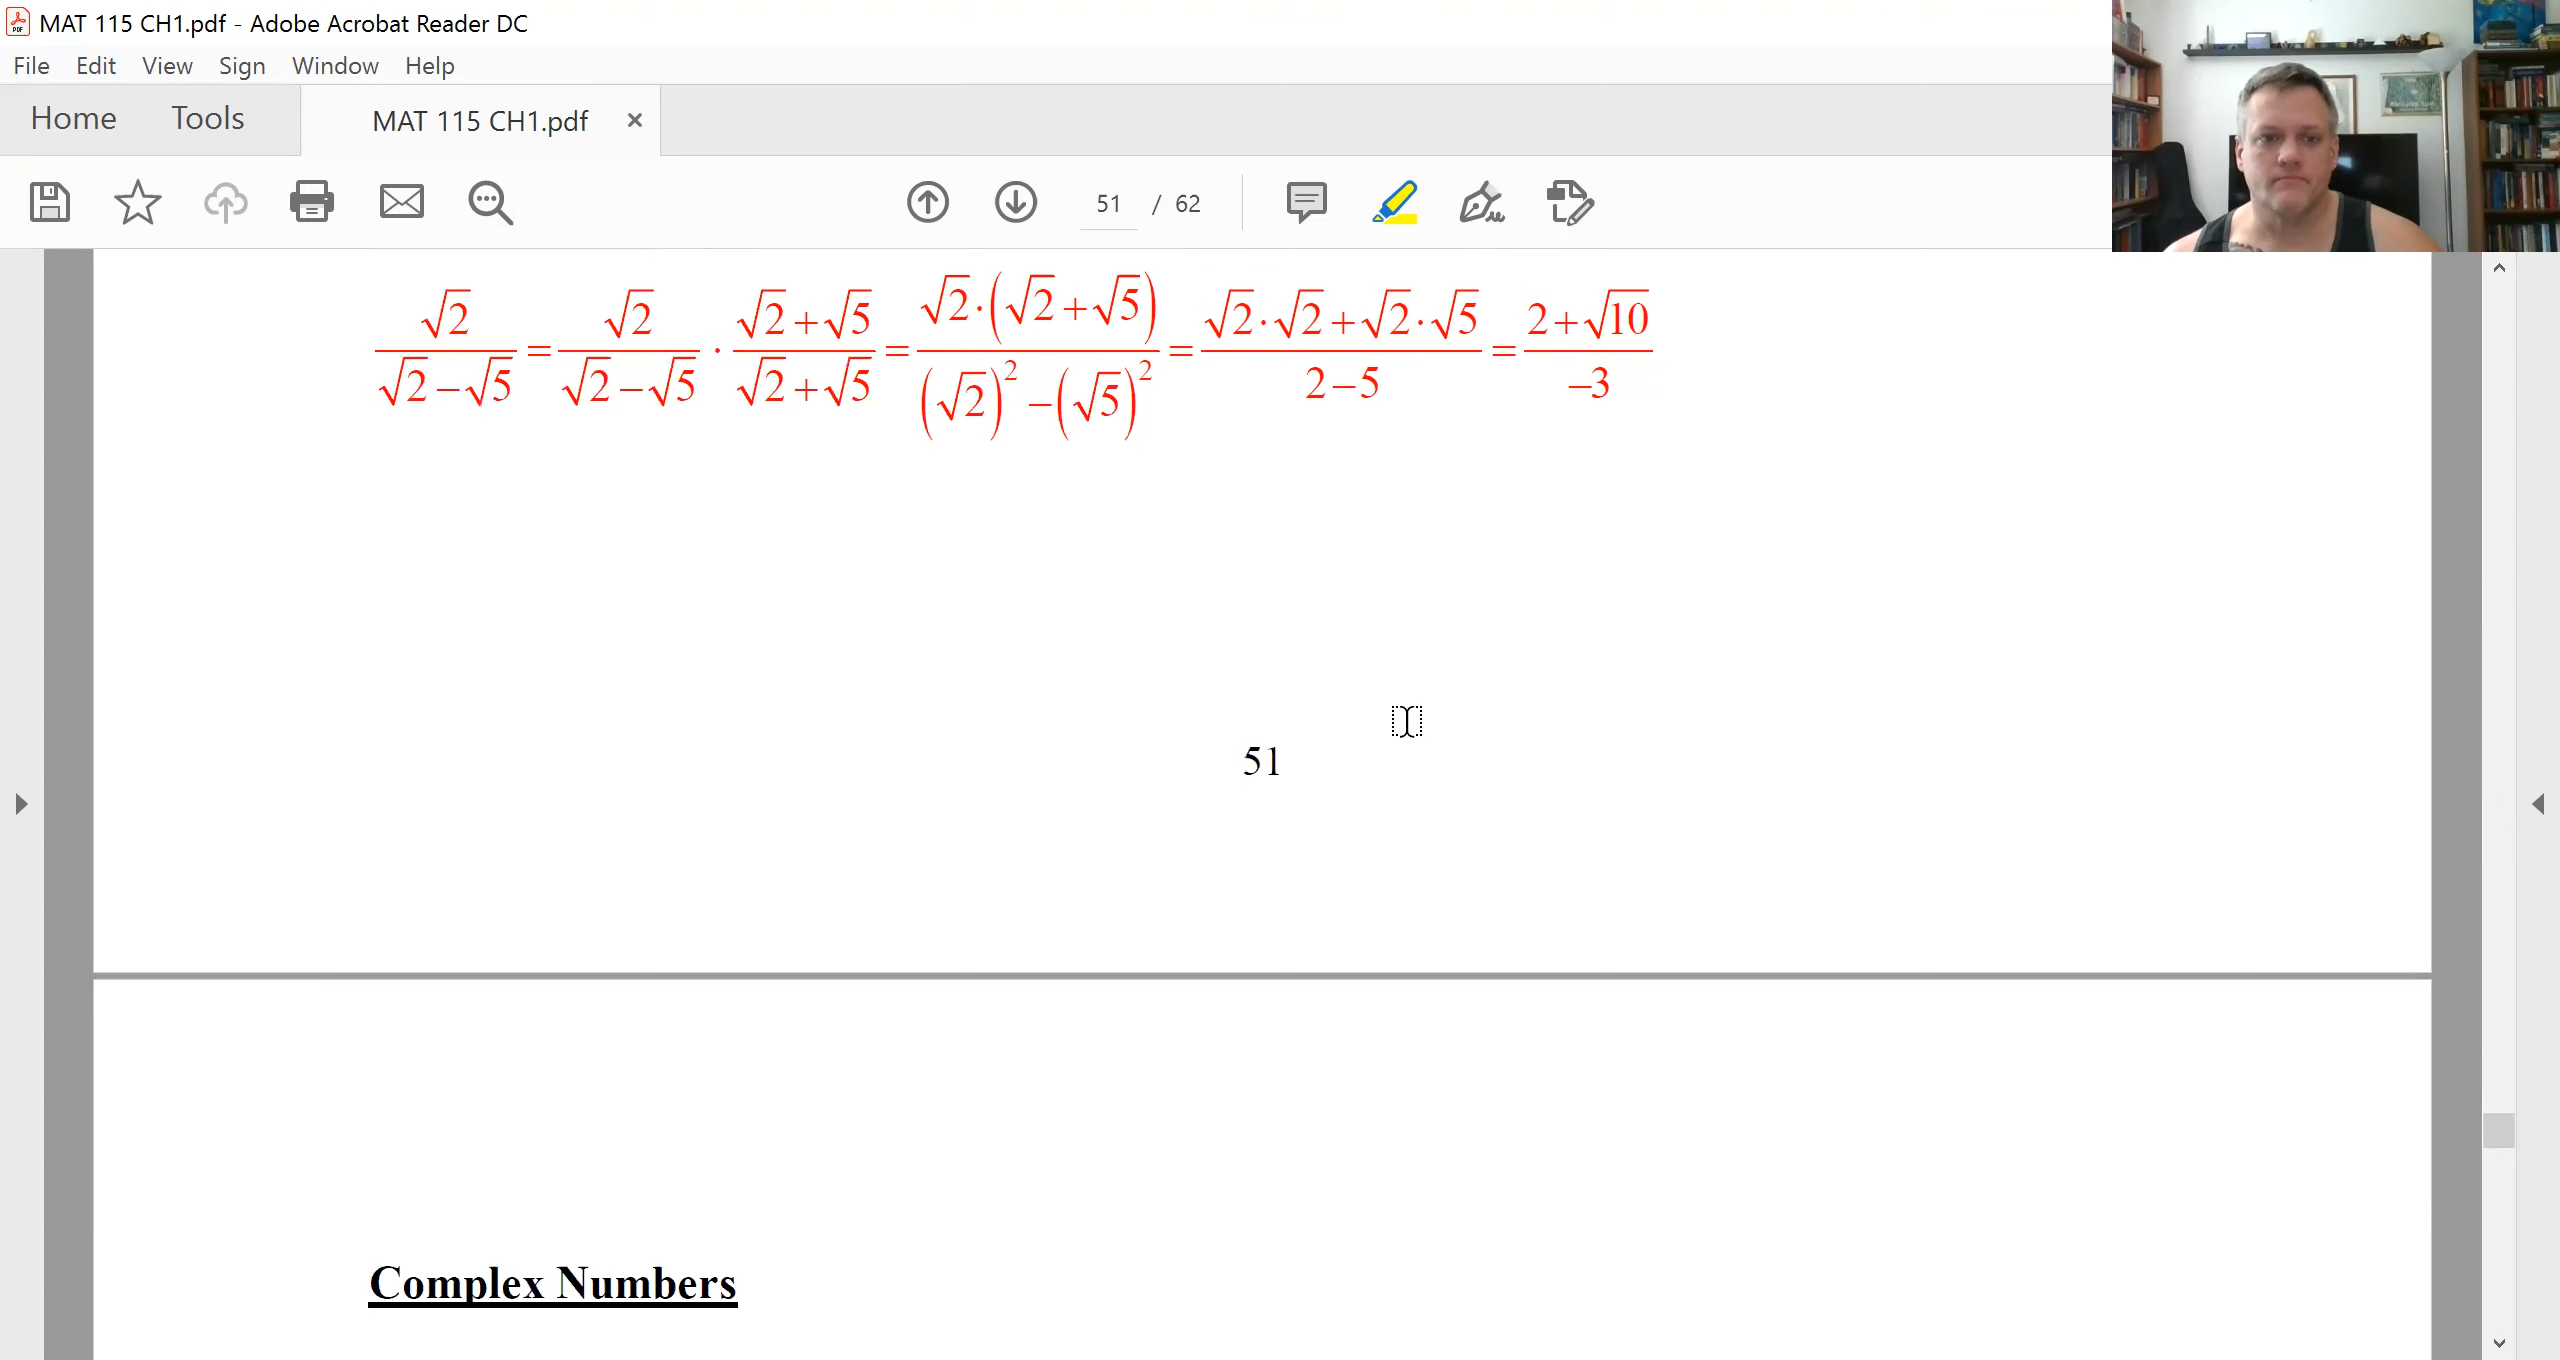 MAT 115 CH1.pdf - Adobe Acrobat Reader DC
File Edit View Sign Window Help
Home Tools MAT 115 CH1.pdf ×
51 / 62
√2/(√2−√5) = √2/(√2−√5) · (√2+√5)/(√2+√5) = √2·(√2+√5)/((√2)²−(√5)²) = (√2·√2+√2·√5)/(2−5) = (2+√10)/(−3)
51
Complex Numbers